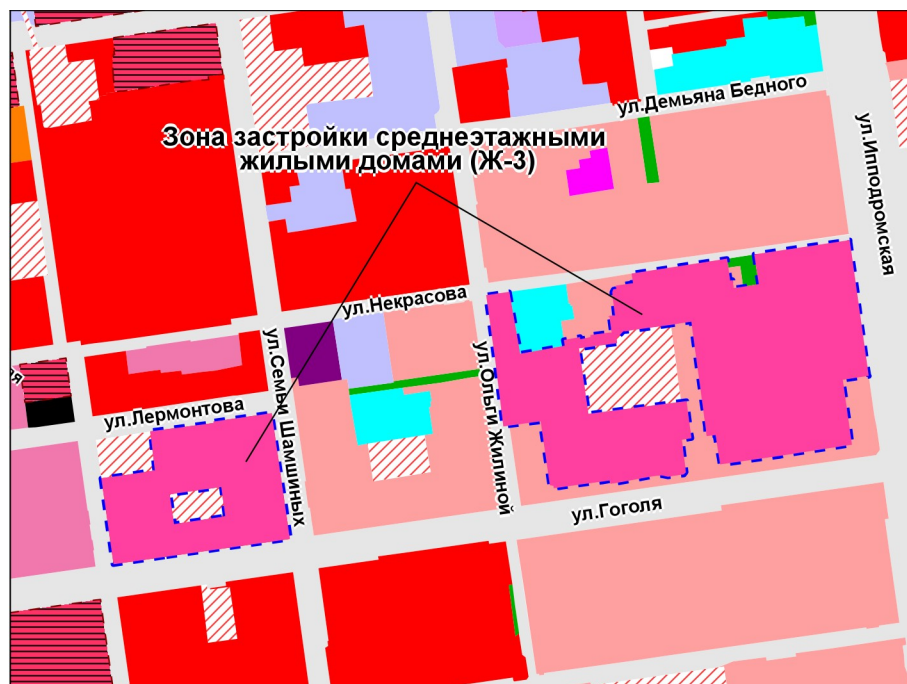 ул.Демьяна Бедного
Зона застройки среднеэтажными
жилыми домами (Ж-3)
ул.Ипподромская
ул.Некрасова
ул.Семьи Шамшиных
ул.Ольги Жилиной
ул.Лермонтова
ул.Гоголя